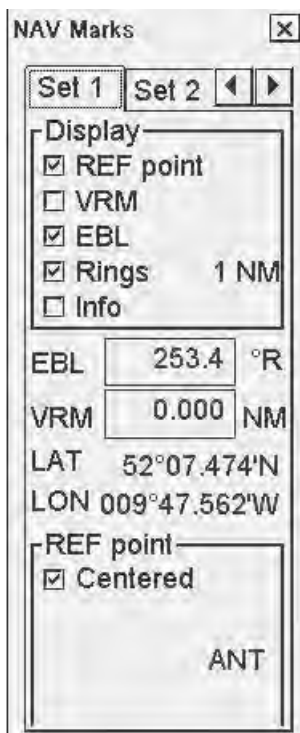 NAV Marks
Set 1 Set 2
Display
REF point
VRM
EBL
Rings 1 NM
Info
EBL 253.4 °R
VRM 0.000 NM
LAT 52°07.474'N
LON 009°47.562'W
REF point
Centered
ANT